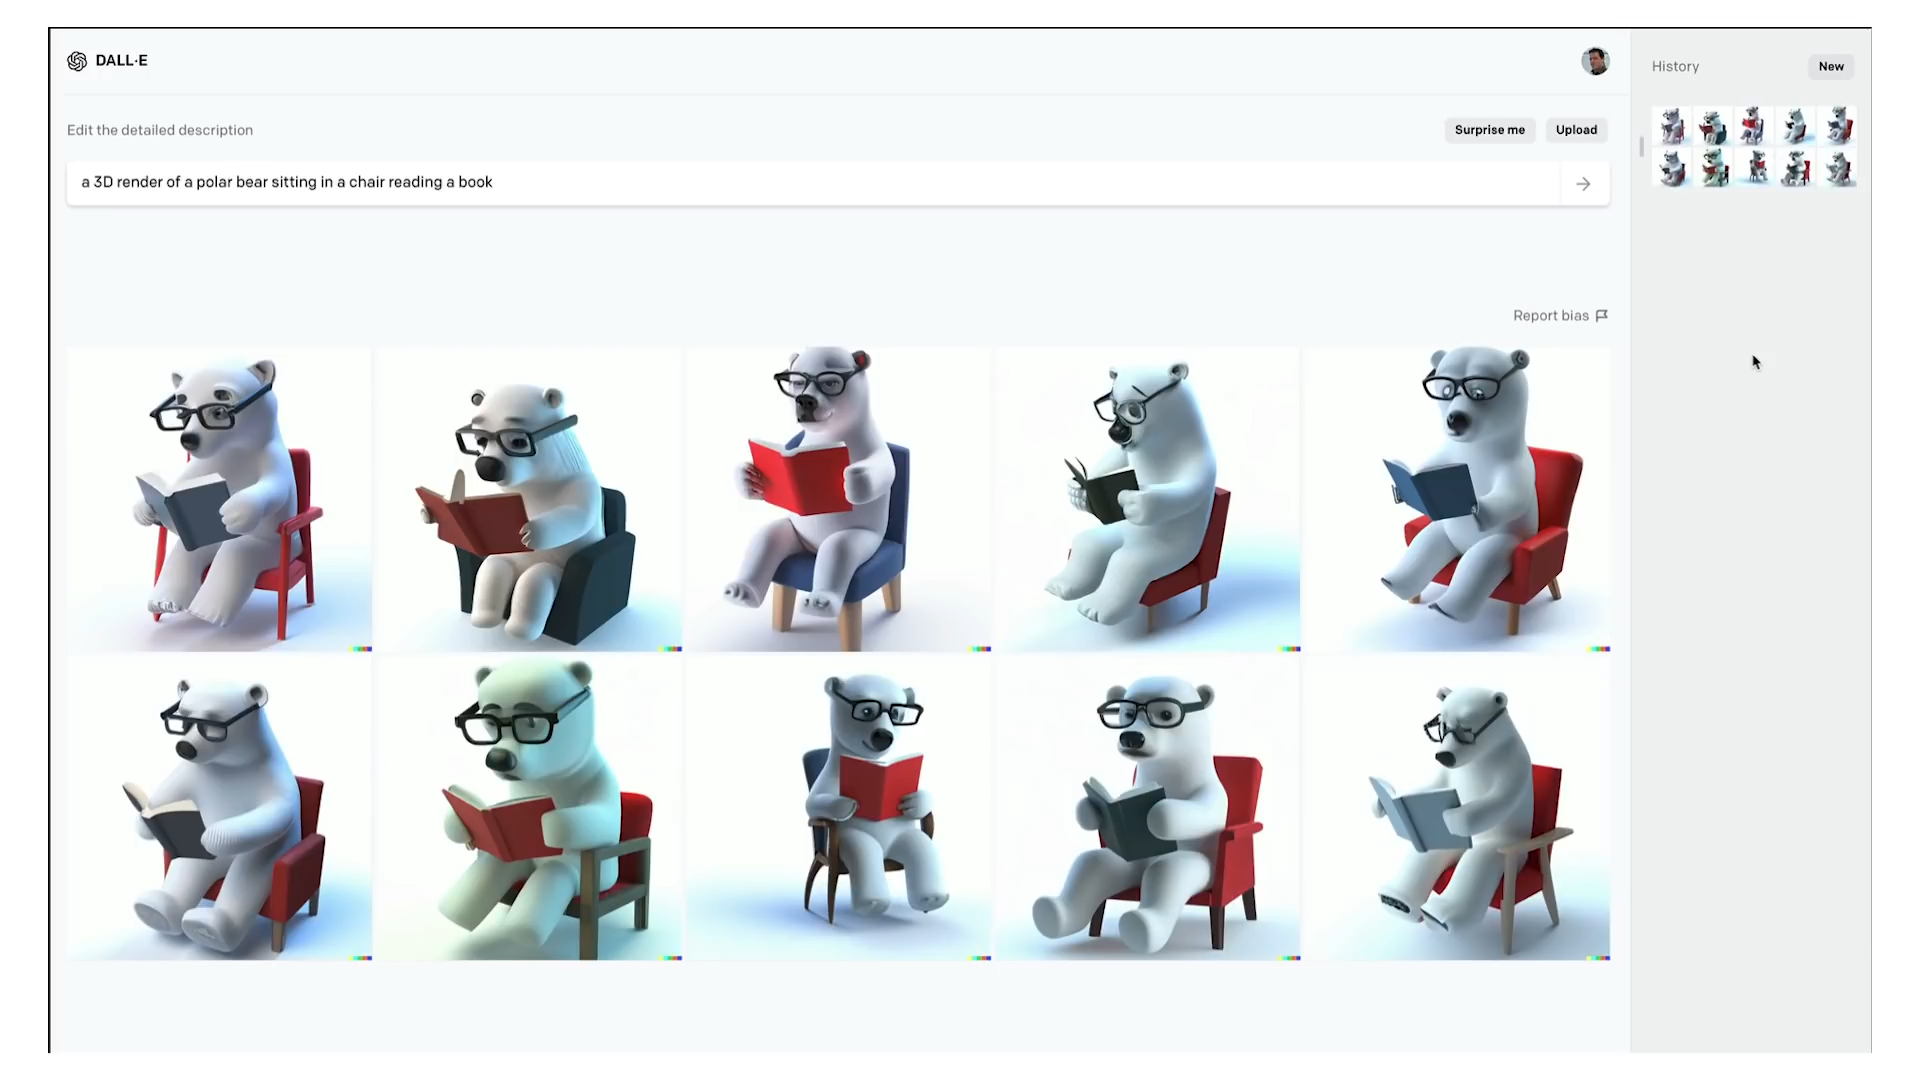 DALL·E
History
New
Edit the detailed description
Surprise me
Upload
a 3D render of a polar bear sitting in a chair reading a book
Report bias